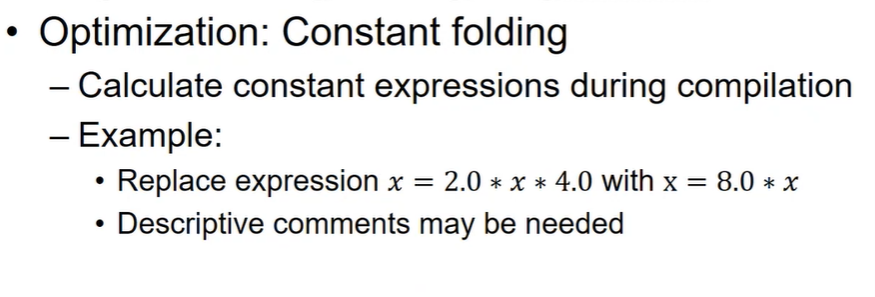 • Optimization: Constant folding
– Calculate constant expressions during compilation
– Example:
• Replace expression x = 2.0 ∗ x ∗ 4.0 with x = 8.0 ∗ x
• Descriptive comments may be needed